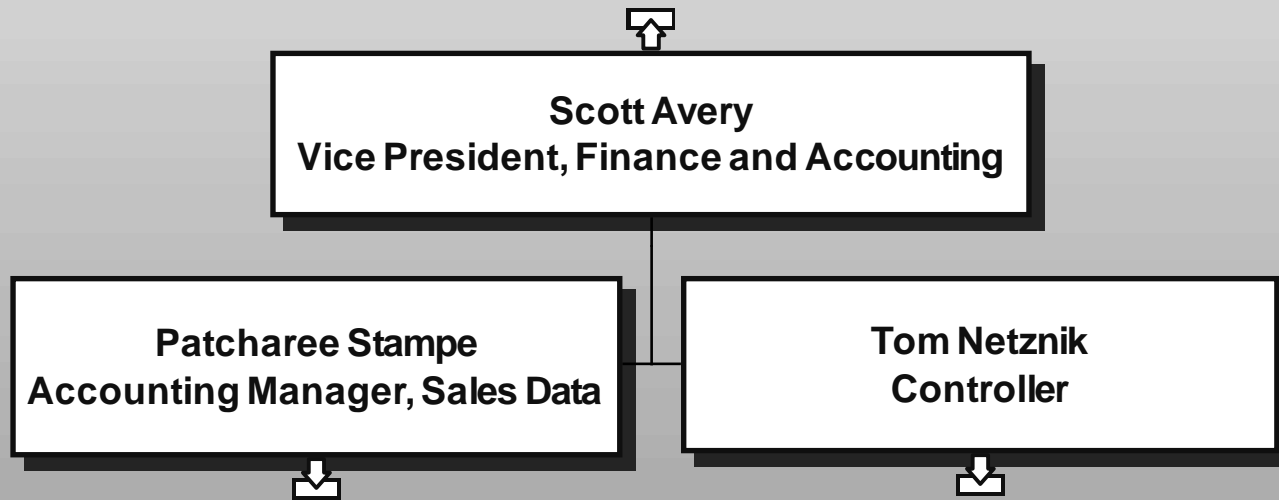 Scott Avery
Vice President, Finance and Accounting
Patcharee Stampe
Accounting Manager, Sales Data
Tom Netznik
Controller